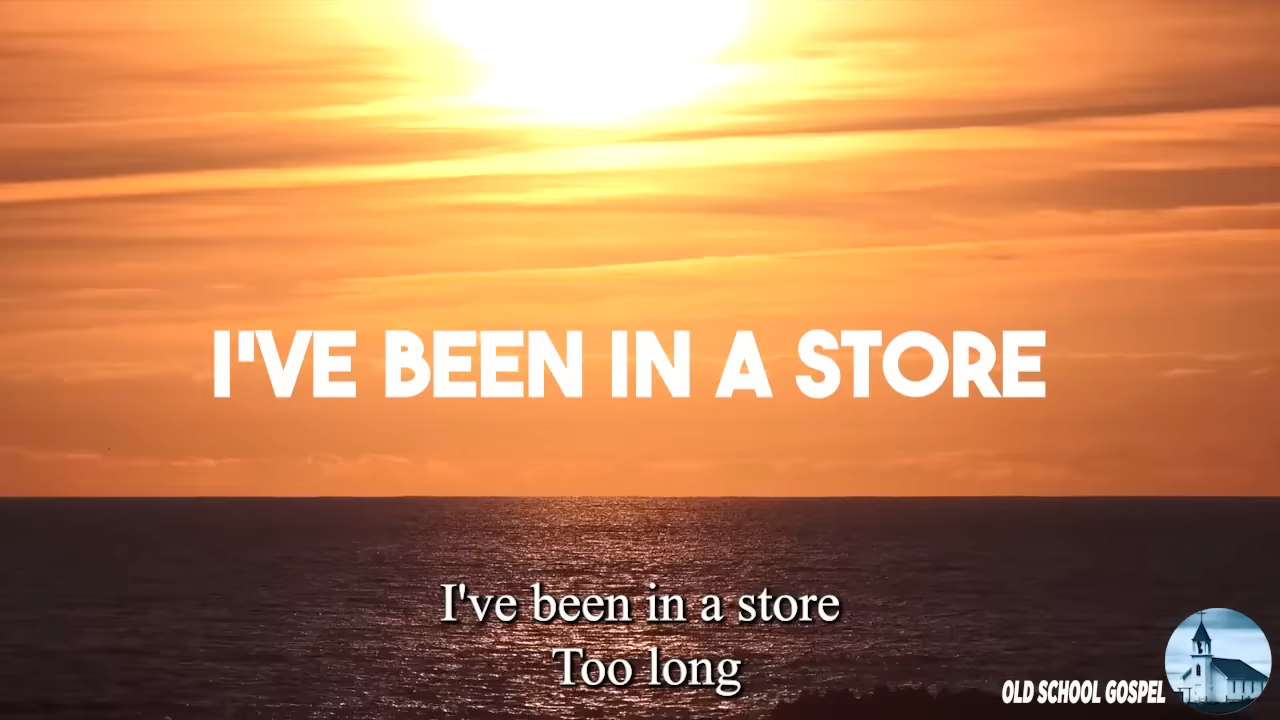 I'VE BEEN IN A STORE
I've been in a store
Too long
OLD SCHOOL GOSPEL